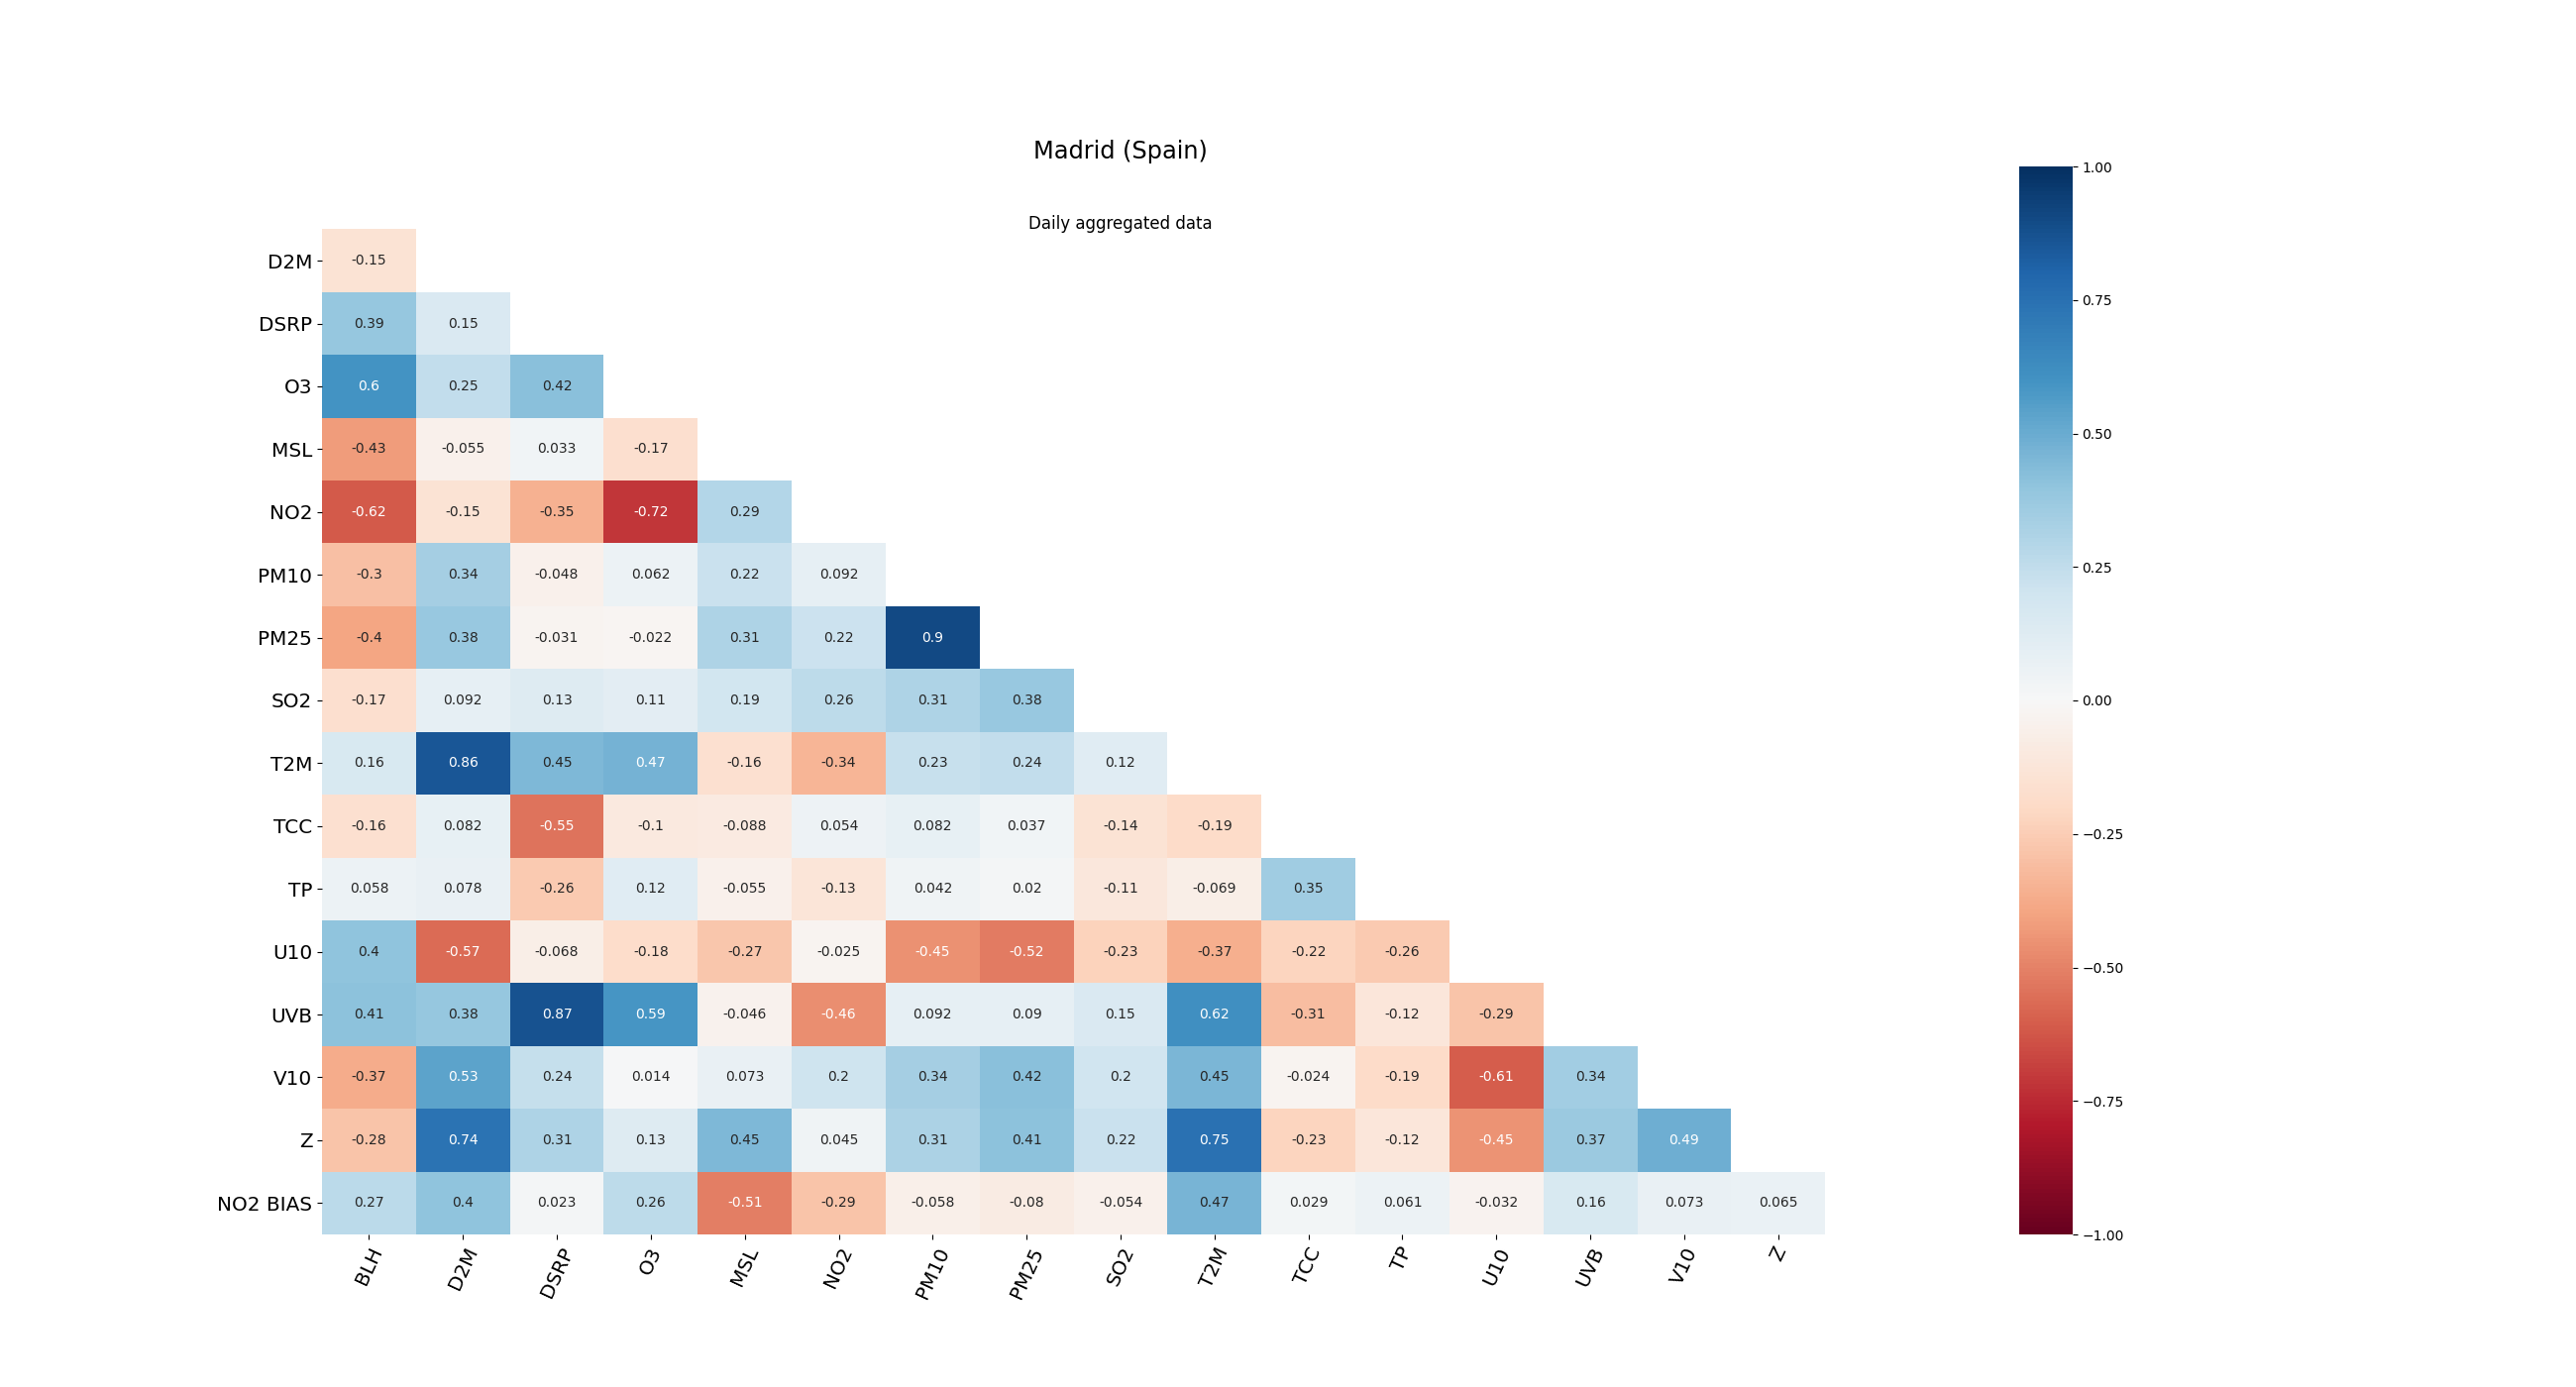 Madrid (Spain)
Daily aggregated data
D2M -0.15
DSRP 0.39 0.15
O3 0.6 0.25 0.42
MSL -0.43 -0.055 0.033 -0.17
NO2 -0.62 -0.15 -0.35 -0.72 0.29
PM10 -0.3 0.34 -0.048 0.062 0.22 0.092
PM25 -0.4 0.38 -0.031 -0.022 0.31 0.22 0.9
SO2 -0.17 0.092 0.13 0.11 0.19 0.26 0.31 0.38
T2M 0.16 0.86 0.45 0.47 -0.16 -0.34 0.23 0.24 0.12
TCC -0.16 0.082 -0.55 -0.1 -0.088 0.054 0.082 0.037 -0.14 -0.19
TP 0.058 0.078 -0.26 0.12 -0.055 -0.13 0.042 0.02 -0.11 -0.069 0.35
U10 0.4 -0.57 -0.068 -0.18 -0.27 -0.025 -0.45 -0.52 -0.23 -0.37 -0.22 -0.26
UVB 0.41 0.38 0.87 0.59 -0.046 -0.46 0.092 0.09 0.15 0.62 -0.31 -0.12 -0.29
V10 -0.37 0.53 0.24 0.014 0.073 0.2 0.34 0.42 0.2 0.45 -0.024 -0.19 -0.61 0.34
Z -0.28 0.74 0.31 0.13 0.45 0.045 0.31 0.41 0.22 0.75 -0.23 -0.12 -0.45 0.37 0.49
NO2 BIAS 0.27 0.4 0.023 0.26 -0.51 -0.29 -0.058 -0.08 -0.054 0.47 0.029 0.061 -0.032 0.16 0.073 0.065
BLH D2M DSRP O3 MSL NO2 PM10 PM25 SO2 T2M TCC TP U10 UVB V10 Z
1.00
0.75
0.50
0.25
0.00
−0.25
−0.50
−0.75
−1.00